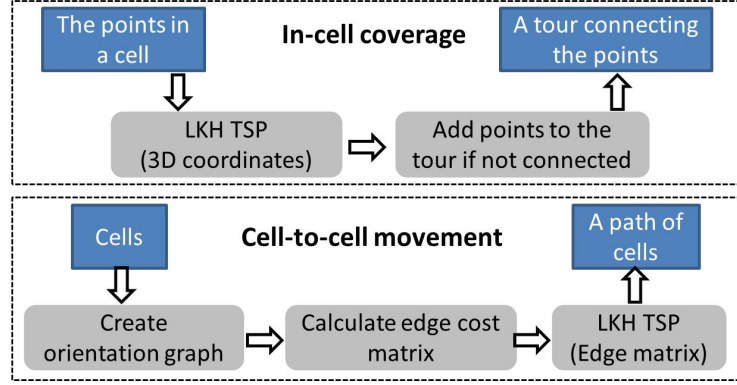 The points in
a cell
In-cell coverage
A tour connecting
the points
LKH TSP
(3D coordinates)
Add points to the
tour if not connected
Cells
Cell-to-cell movement
A path of
cells
Create
orientation graph
Calculate edge cost
matrix
LKH TSP
(Edge matrix)